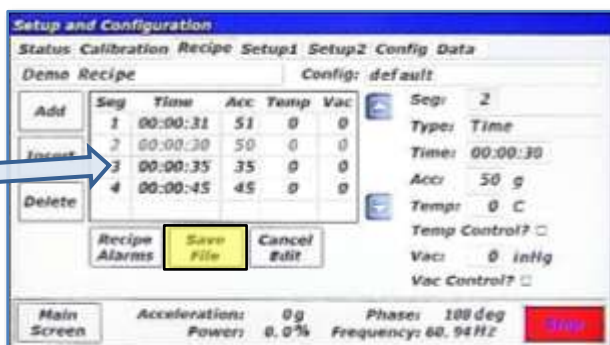 Setup and Configuration
Status Calibration Recipe Setup1 Setup2 Config Data
Demo Recipe Config: default
Add
Insert
Delete
Seg Time Acc Temp Vac
1 00:00:31 51 0 0
2 00:00:30 50 0 0
3 00:00:35 35 0 0
4 00:00:45 45 0 0
Seg: 2
Type: Time
Time: 00:00:30
Acc: 50 g
Temp: 0 C
Temp Control?
Vac: 0 inHg
Vac Control?
Recipe Alarms
Save File
Cancel Edit
Main Screen
Acceleration: 0 g Phase: 108 deg
Power: 0.0% Frequency: 60.94Hz
Stop